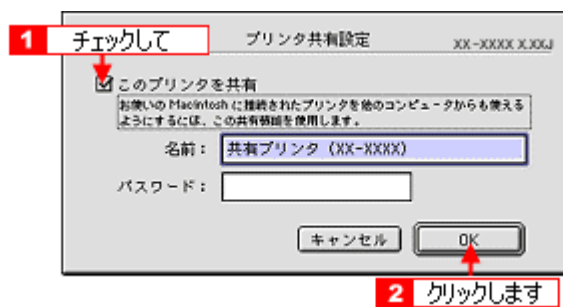 1 チェックして
プリンタ共有設定
XX-XXXX X.XXJ
このプリンタを共有
お使いの Macintosh に接続されたプリンタを他のコンピュータからも使える
ようにするには、この共有機能を使用します。
名前：
共有プリンタ（XX-XXXX）
パスワード：
キャンセル
OK
2 クリックします